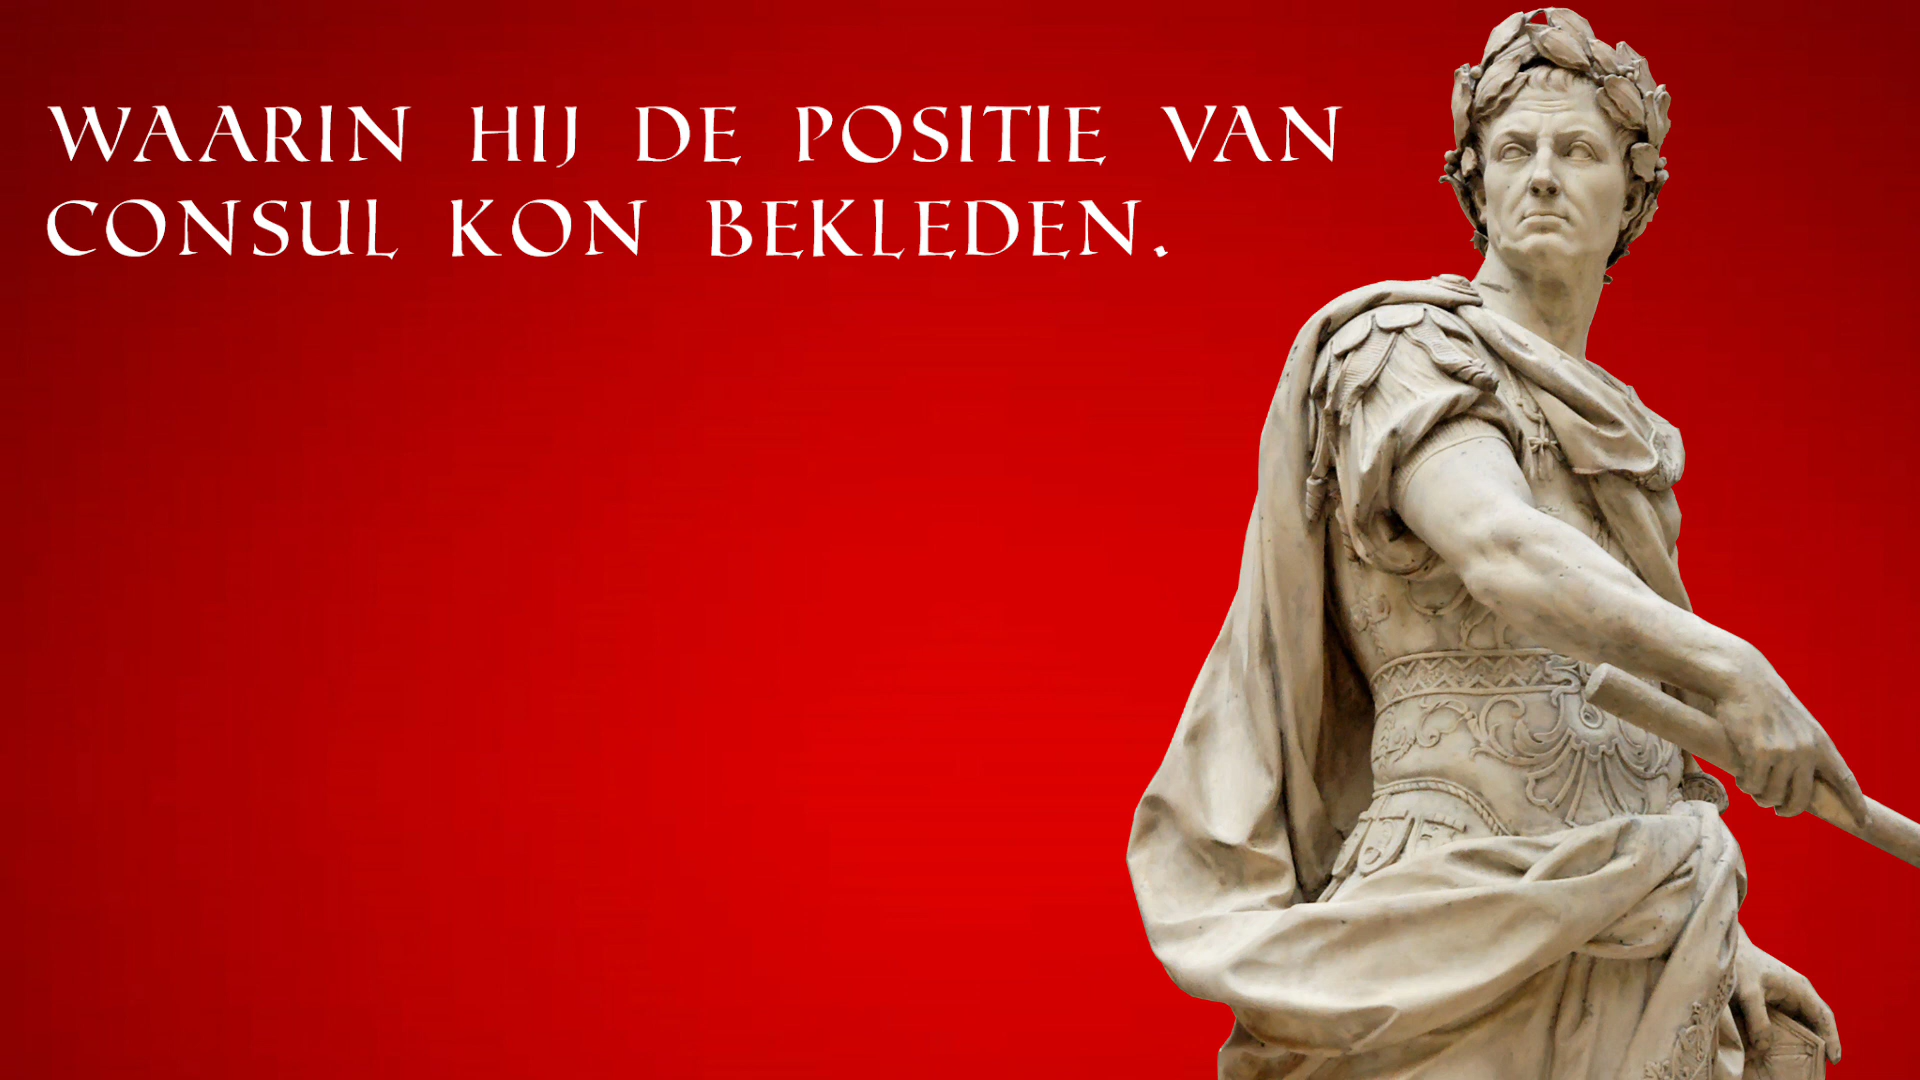 WAARIN HIJ DE POSITIE VAN
CONSUL KON BEKLEDEN.